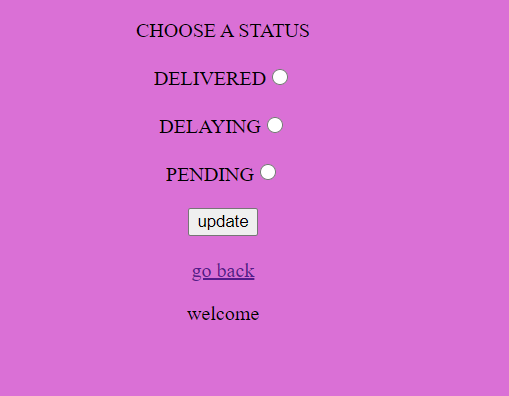 CHOOSE A STATUS
DELIVERED
DELAYING
PENDING
update
go back
welcome